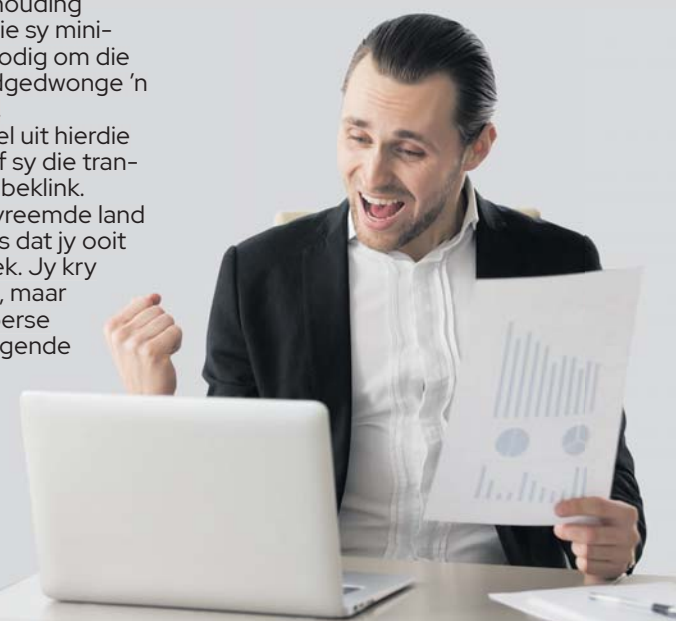 houding
ie sy mini-
odig om die
dgedwonge ’n
el uit hierdie
f sy die tran-
beklink.
vreemde land
s dat jy ooit
ek. Jy kry
, maar
erse
gende